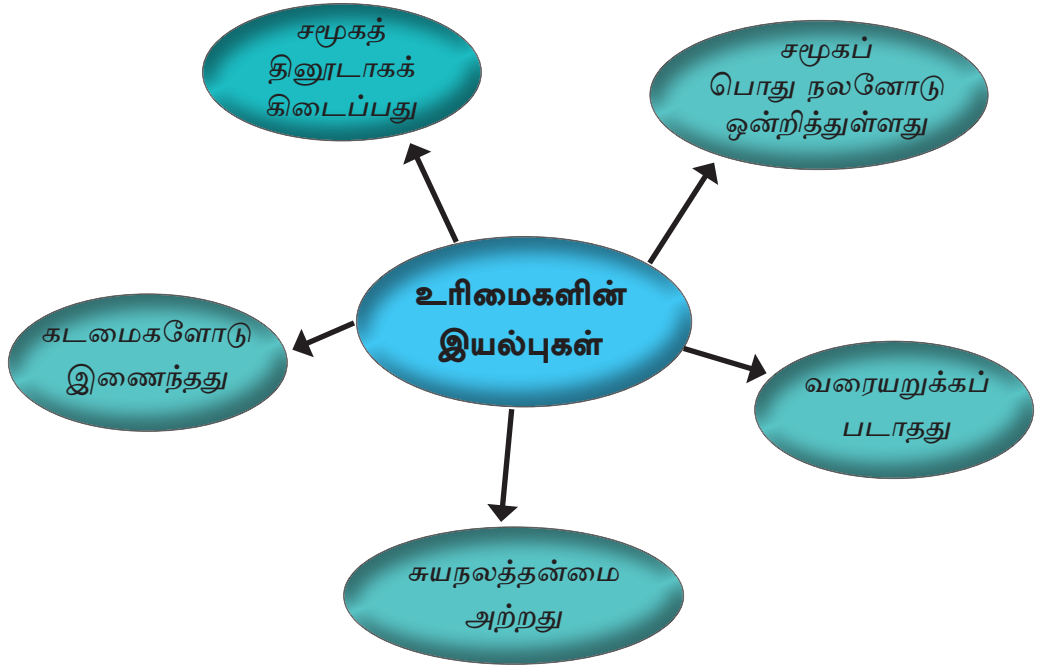 சமூகத்
தினூடாகக்
கிடைப்பது
சமூகப்
பொது நலனோடு
ஒன்றித்துள்ளது
உரிமைகளின்
இயல்புகள்
கடமைகளோடு
இணைந்தது
வரையறுக்கப்
படாதது
சுயநலத்தன்மை
அற்றது